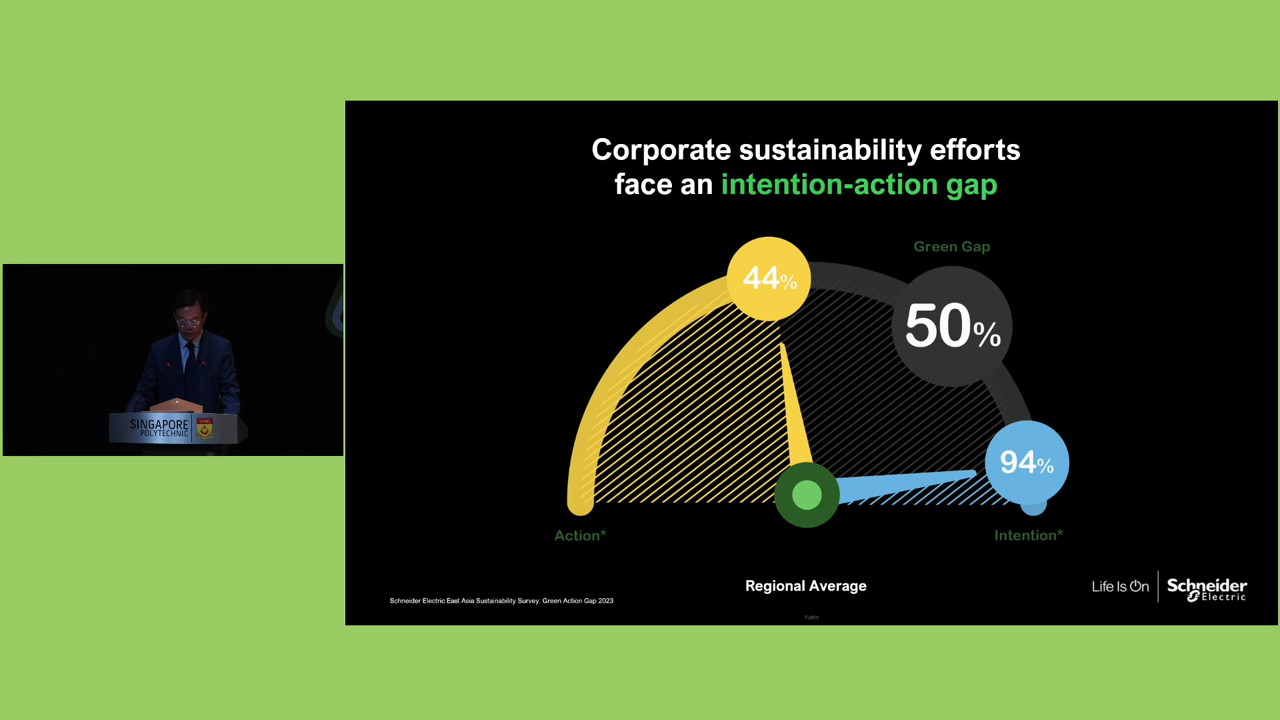 Corporate sustainability efforts
face an intention-action gap
Green Gap
44%
50%
94%
Action*
Intention*
Regional Average
Schneider Electric East Asia Sustainability Survey: Green Action Gap 2023
Life Is On
Schneider
Electric
Public
SINGAPORE
POLYTECHNIC